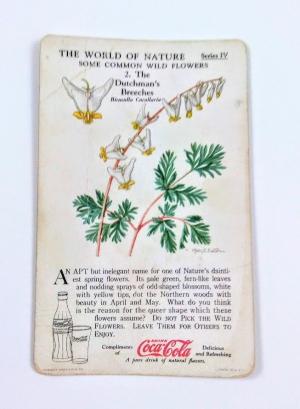 THE WORLD OF NATURE Series IV
SOME COMMON WILD FLOWERS
2. The
Dutchman's
Breeches
Bicuculla Cucullaria
AN APT but inelegant name for one of Nature's dainti-
est spring flowers. Its pale green, fern-like leaves
and nodding sprays of odd-shaped blossoms, white
with yellow tips, dot the Northern woods with
beauty in April and May. What do you think
is the reason for the queer shape which these
flowers assume? DO NOT PICK THE WILD
FLOWERS. LEAVE THEM FOR OTHERS TO
ENJOY.
Compliments
of
DRINK
Coca-Cola
Delicious
and Refreshing
A pure drink of natural flavors.